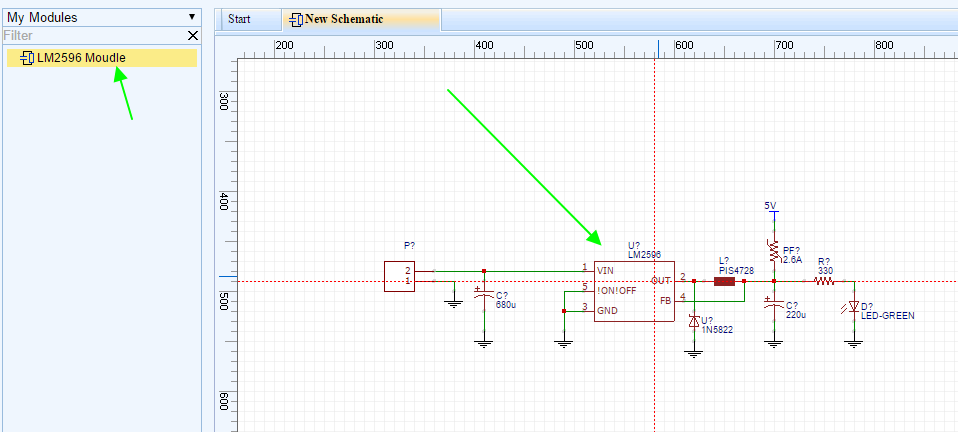 My Modules
Filter
LM2596 Moudle
Start
New Schematic
200 300 400 500 600 700 800
300
400
500
600
P?
2
1
C?
680u
U?
LM2596
1 VIN
5 !ON!OFF
3 GND
OUT 2
FB 4
U?
1N5822
L?
PIS4728
5V
PF?
2.6A
R?
330
C?
220u
D?
LED-GREEN